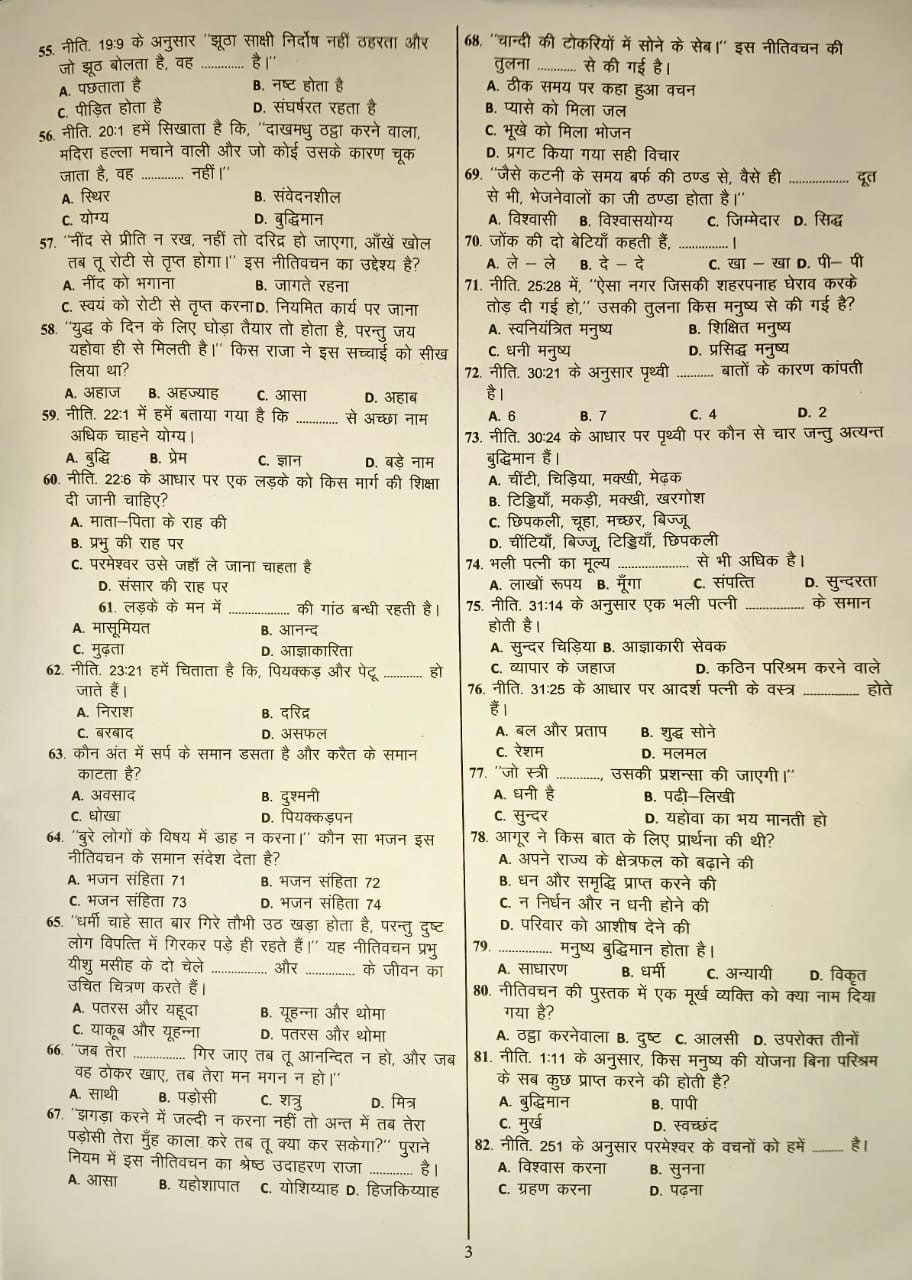 55. नीति. 19:9 के अनुसार "झूठा साक्षी निर्दोष नहीं ठहरता और
जो झूठ बोलता है, वह ............ है।"
A. पछताता है B. नष्ट होता है
C. पीड़ित होता है D. संघर्षरत रहता है
56. नीति. 20:1 हमें सिखाता है कि, "दाखमधु ठट्ठा करने वाला,
मदिरा हल्ला मचाने वाली और जो कोई उसके कारण चूक
जाता है, वह ............ नहीं।"
A. स्थिर B. संवेदनशील
C. योग्य D. बुद्धिमान
57. "नींद से प्रीति न रख, नहीं तो दरिद्र हो जाएगा, आँखें खोल
तब तू रोटी से तृप्त होगा।" इस नीतिवचन का उद्देश्य है?
A. नींद को भगाना B. जागते रहना
C. स्वयं को रोटी से तृप्त करना D. नियमित कार्य पर जाना
58. "युद्ध के दिन के लिए घोड़ा तैयार तो होता है, परन्तु जय
यहोवा ही से मिलती है।" किस राजा ने इस सच्चाई को सीख
लिया था?
A. अहाज B. अहज्याह C. आसा D. अहाब
59. नीति. 22:1 में हमें बताया गया है कि ............ से अच्छा नाम
अधिक चाहने योग्य।
A. बुद्धि B. प्रेम C. ज्ञान D. बड़े नाम
60. नीति. 22:6 के आधार पर एक लड़के को किस मार्ग की शिक्षा
दी जानी चाहिए?
A. माता–पिता के राह की
B. प्रभु की राह पर
C. परमेश्वर उसे जहाँ ले जाना चाहता है
D. संसार की राह पर
61. लड़के के मन में ................. की गांठ बन्धी रहती है।
A. मासूमियत B. आनन्द
C. मुढ़ता D. आज्ञाकारिता
62. नीति. 23:21 हमें चिताता है कि, पियक्कड़ और पेटू ........... हो
जाते हैं।
A. निराश B. दरिद्र
C. बरबाद D. असफल
63. कौन अंत में सर्प के समान डसता है और करैत के समान
काटता है?
A. अवसाद B. दुश्मनी
C. धोखा D. पियक्कड़पन
64. "बुरे लोगों के विषय में डाह न करना।" कौन सा भजन इस
नीतिवचन के समान संदेश देता है?
A. भजन संहिता 71 B. भजन संहिता 72
C. भजन संहिता 73 D. भजन संहिता 74
65. "धर्मी चाहे सात बार गिरे तौभी उठ खड़ा होता है, परन्तु दुष्ट
लोग विपत्ति में गिरकर पड़े ही रहते हैं।" यह नीतिवचन प्रभु
यीशु मसीह के दो चेले ................ और .............. के जीवन का
उचित चित्रण करते हैं।
A. पतरस और यहूदा B. यूहन्ना और थोमा
C. याकूब और यूहन्ना D. पतरस और थोमा
66. "जब तेरा ............... गिर जाए तब तू आनन्दित न हो, और जब
वह ठोकर खाए, तब तेरा मन मगन न हो।"
A. साथी B. पड़ोसी C. शत्रु D. मित्र
67. "झगड़ा करने में जल्दी न करना नहीं तो अन्त में तब तेरा
पड़ोसी तेरा मुँह काला करे तब तू क्या कर सकेगा?" पुराने
नियम में इस नीतिवचन का श्रेष्ठ उदाहरण राजा ............ है।
A. आसा B. यहोशापात C. योशिय्याह D. हिजकिय्याह
68. "चान्दी की टोकरियों में सोने के सेब।" इस नीतिवचन की
तुलना ........... से की गई है।
A. ठीक समय पर कहा हुआ वचन
B. प्यासे को मिला जल
C. भूखे को मिला भोजन
D. प्रगट किया गया सही विचार
69. "जैसे कटनी के समय बर्फ की ठण्ड से, वैसे ही ................. दूत
से भी, भेजनेवालों का जी ठण्डा होता है।"
A. विश्वासी B. विश्वासयोग्य C. जिम्मेदार D. सिद्ध
70. जोंक की दो बेटियाँ कहती हैं, ..............।
A. ले – ले B. दे – दे C. खा – खा D. पी– पी
71. नीति. 25:28 में, "ऐसा नगर जिसकी शहरपनाह घेराव करके
तोड़ दी गई हो," उसकी तुलना किस मनुष्य से की गई है?
A. स्वनियंत्रित मनुष्य B. शिक्षित मनुष्य
C. धनी मनुष्य D. प्रसिद्ध मनुष्य
72. नीति. 30:21 के अनुसार पृथ्वी .......... बातों के कारण कांपती
है।
A. 6 B. 7 C. 4 D. 2
73. नीति. 30:24 के आधार पर पृथ्वी पर कौन से चार जन्तु अत्यन्त
बुद्धिमान हैं।
A. चींटी, चिड़िया, मक्खी, मेढ़क
B. टिड्डियाँ, मकड़ी, मक्खी, खरगोश
C. छिपकली, चूहा, मच्छर, बिज्जू
D. चींटियाँ, बिज्जू, टिड्डियाँ, छिपकली
74. भली पत्नी का मूल्य .................... से भी अधिक है।
A. लाखों रूपय B. मूँगा C. संपत्ति D. सुन्दरता
75. नीति. 31:14 के अनुसार एक भली पत्नी ................ के समान
होती है।
A. सुन्दर चिड़िया B. आज्ञाकारी सेवक
C. व्यापार के जहाज D. कठिन परिश्रम करने वाले
76. नीति. 31:25 के आधार पर आदर्श पत्नी के वस्त्र ................ होते
हैं।
A. बल और प्रताप B. शुद्ध सोने
C. रेशम D. मलमल
77. "जो स्त्री ............, उसकी प्रशन्सा की जाएगी।"
A. धनी है B. पढ़ी–लिखी
C. सुन्दर D. यहोवा का भय मानती हो
78. आगूर ने किस बात के लिए प्रार्थना की थी?
A. अपने राज्य के क्षेत्रफल को बढ़ाने की
B. धन और समृद्धि प्राप्त करने की
C. न निर्धन और न धनी होने की
D. परिवार को आशीष देने की
79. ............... मनुष्य बुद्धिमान होता है।
A. साधारण B. धर्मी C. अन्यायी D. विकृत
80. नीतिवचन की पुस्तक में एक मूर्ख व्यक्ति को क्या नाम दिया
गया है?
A. ठट्ठा करनेवाला B. दुष्ट C. आलसी D. उपरोक्त तीनों
81. नीति. 1:11 के अनुसार, किस मनुष्य की योजना बिना परिश्रम
के सब कुछ प्राप्त करने की होती है?
A. बुद्धिमान B. पापी
C. मुर्ख D. स्वच्छंद
82. नीति. 251 के अनुसार परमेश्वर के वचनों को हमें ......... है।
A. विश्वास करना B. सुनना
C. ग्रहण करना D. पढ़ना
3